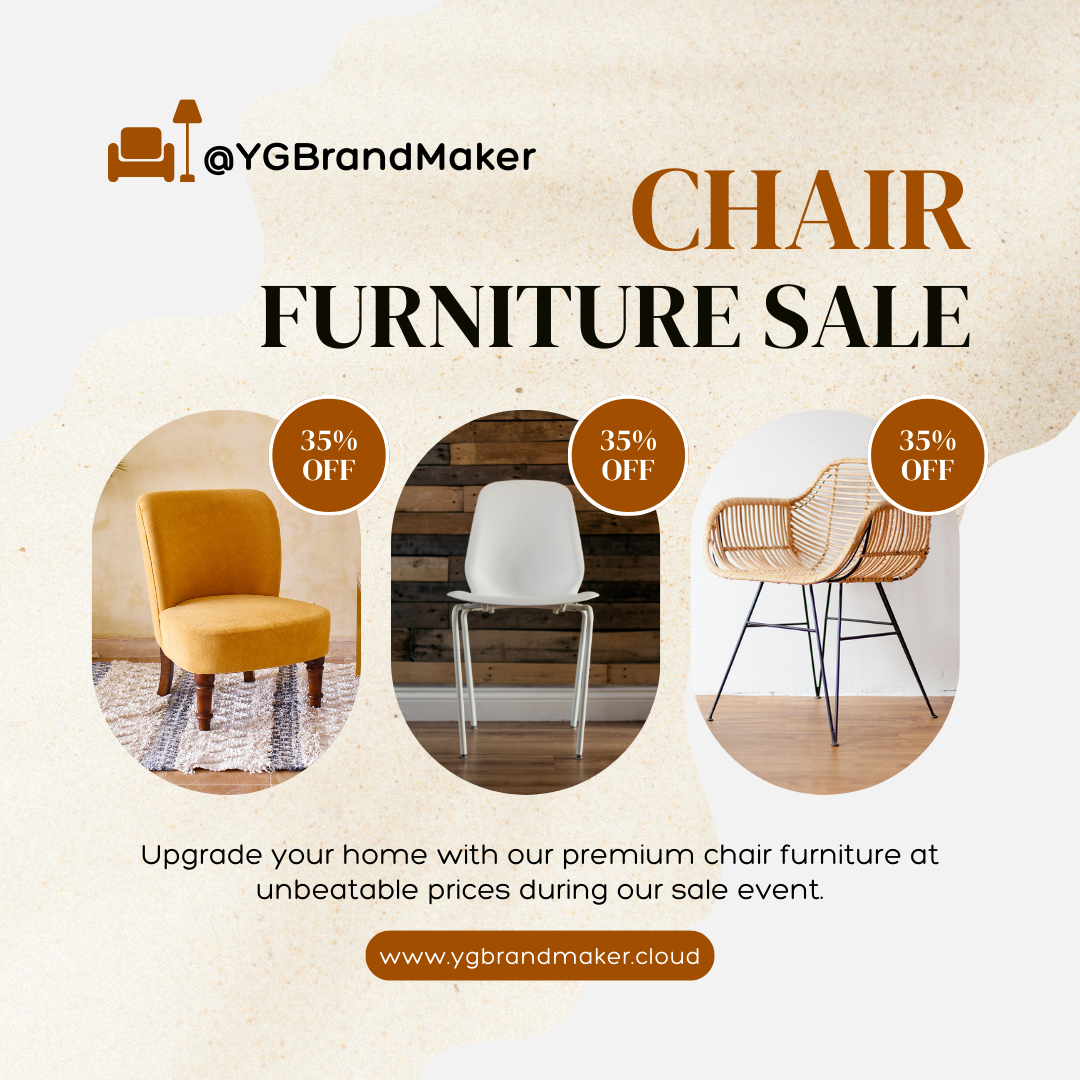 @YGBrandMaker
CHAIR
FURNITURE SALE
35%
OFF
35%
OFF
35%
OFF
Upgrade your home with our premium chair furniture at
unbeatable prices during our sale event.
www.ygbrandmaker.cloud